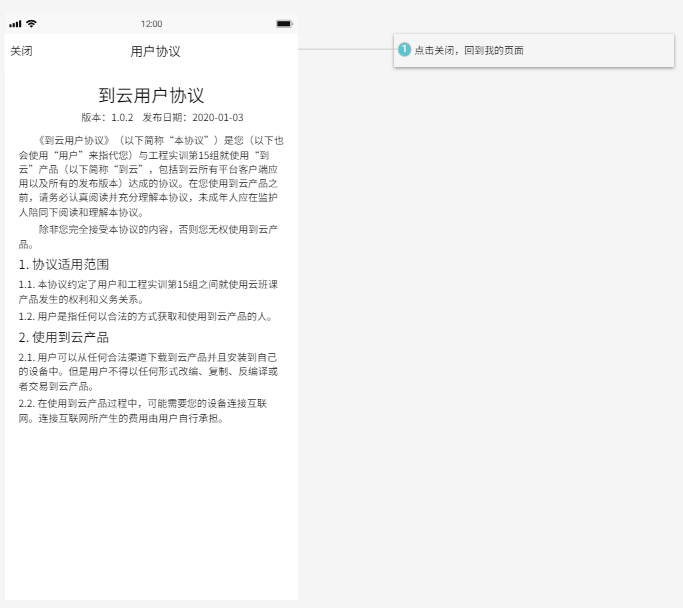 12:00
关闭
用户协议
1 点击关闭，回到我的页面
到云用户协议
版本：1.0.2 发布日期：2020-01-03
《到云用户协议》（以下简称“本协议”）是您（以下也
会使用“用户”来指代您）与工程实训第15组就使用“到
云”产品（以下简称“到云”，包括到云所有平台客户端应
用以及所有的发布版本）达成的协议。在您使用到云产品之
前，请务必认真阅读并充分理解本协议，未成年人应在监护
人陪同下阅读和理解本协议。
除非您完全接受本协议的内容，否则您无权使用到云产
品。
1. 协议适用范围
1.1. 本协议约定了用户和工程实训第15组之间就使用云班课
产品发生的权利和义务关系。
1.2. 用户是指任何以合法的方式获取和使用到云产品的人。
2. 使用到云产品
2.1. 用户可以从任何合法渠道下载到云产品并且安装到自己
的设备中。但是用户不得以任何形式改编、复制、反编译或
者交易到云产品。
2.2. 在使用到云产品过程中，可能需要您的设备连接互联
网。连接互联网所产生的费用由用户自行承担。